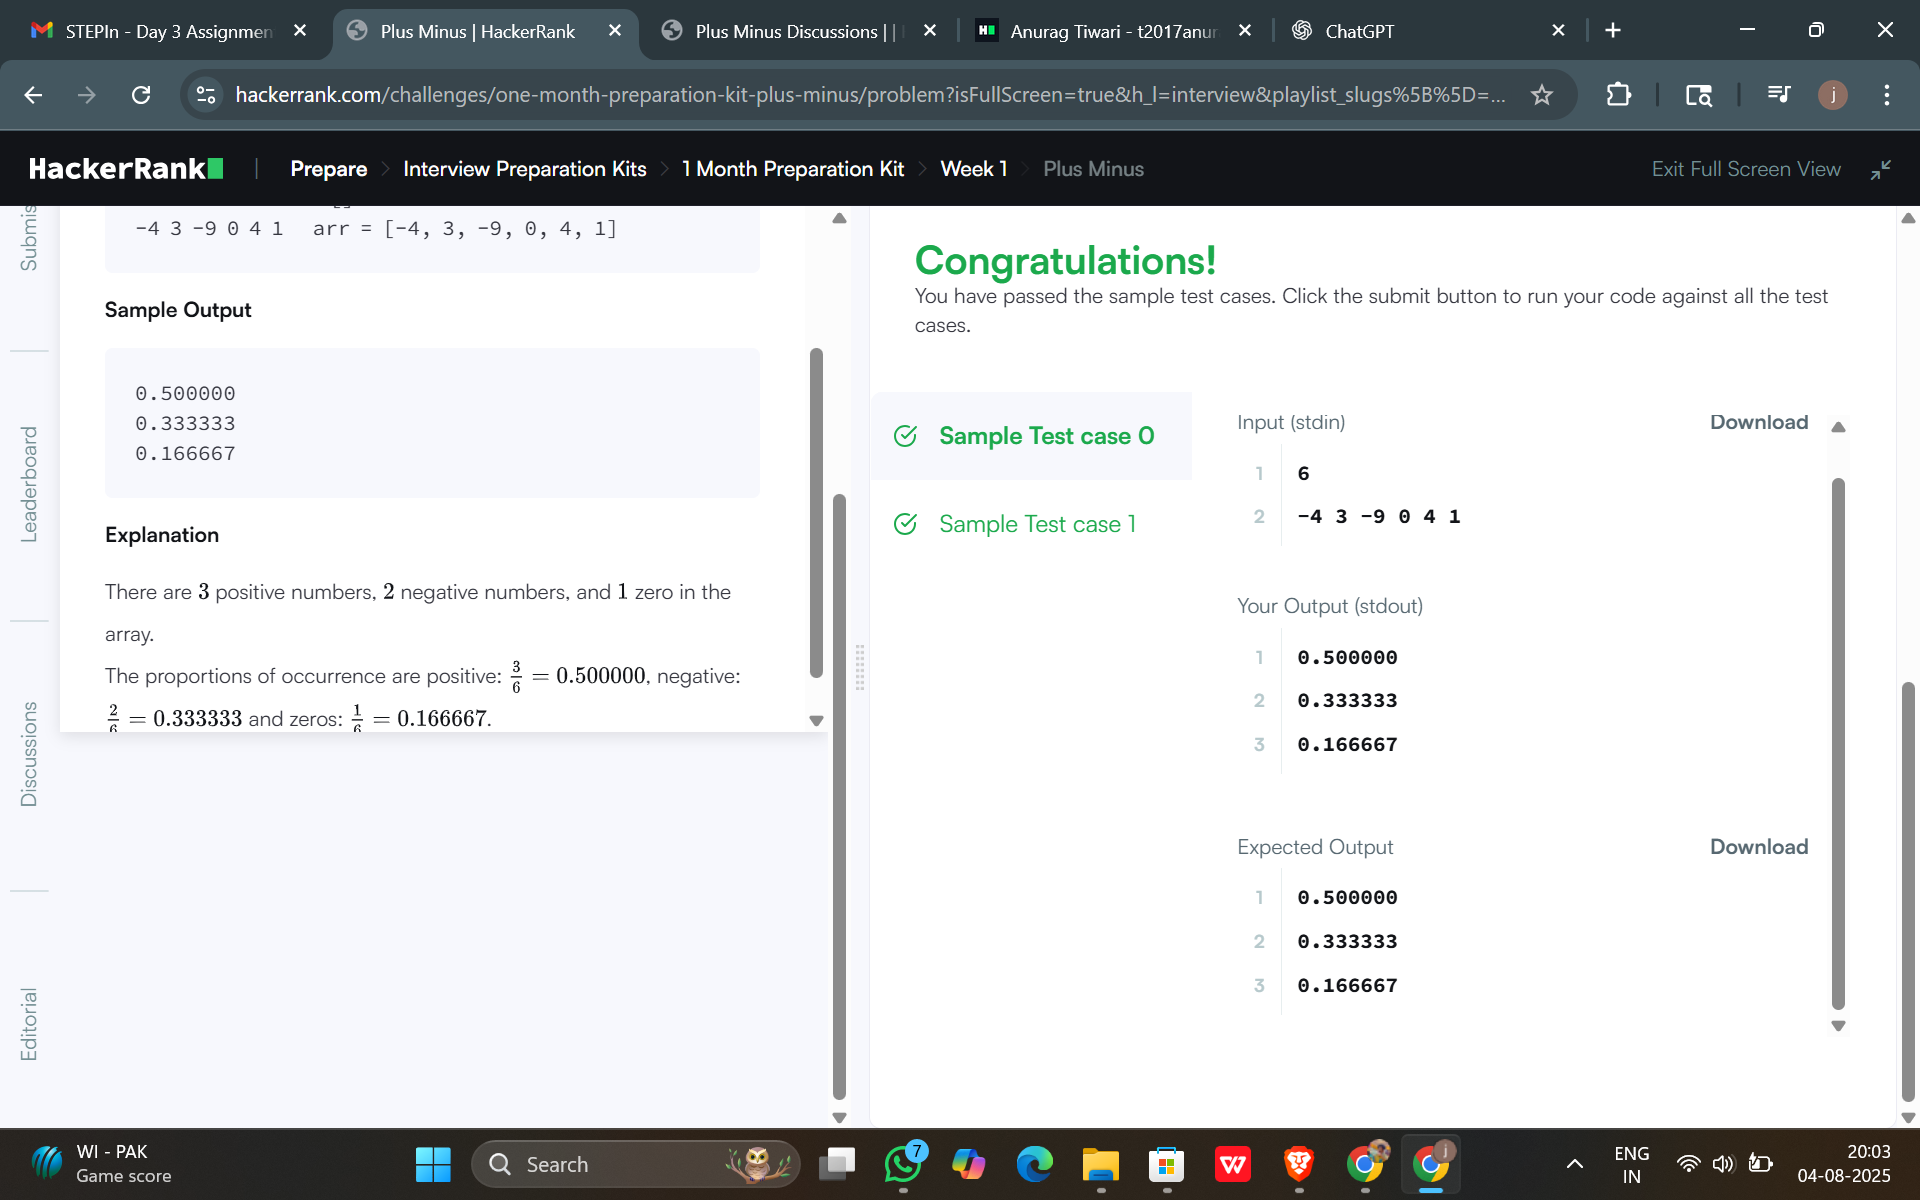 STEPIn - Day 3 Assignmen
Plus Minus | HackerRank
Plus Minus Discussions | |
Anurag Tiwari - t2017anur
ChatGPT
hackerrank.com/challenges/one-month-preparation-kit-plus-minus/problem?isFullScreen=true&h_l=interview&playlist_slugs%5B%5D=...
j
HackerRank
Prepare
Interview Preparation Kits
1 Month Preparation Kit
Week 1
Plus Minus
Exit Full Screen View
Submis
Leaderboard
Discussions
Editorial
-4 3 -9 0 4 1 arr = [-4, 3, -9, 0, 4, 1]
Sample Output
0.500000
0.333333
0.166667
Explanation
There are 3 positive numbers, 2 negative numbers, and 1 zero in the
array.
The proportions of occurrence are positive: 3/6 = 0.500000, negative:
2/6 = 0.333333 and zeros: 1/6 = 0.166667.
Congratulations!
You have passed the sample test cases. Click the submit button to run your code against all the test
cases.
Sample Test case 0
Sample Test case 1
Input (stdin)
Download
1 6
2 -4 3 -9 0 4 1
Your Output (stdout)
1 0.500000
2 0.333333
3 0.166667
Expected Output
Download
1 0.500000
2 0.333333
3 0.166667
WI - PAK
Game score
Search
7
W
j
ENG
IN
20:03
04-08-2025